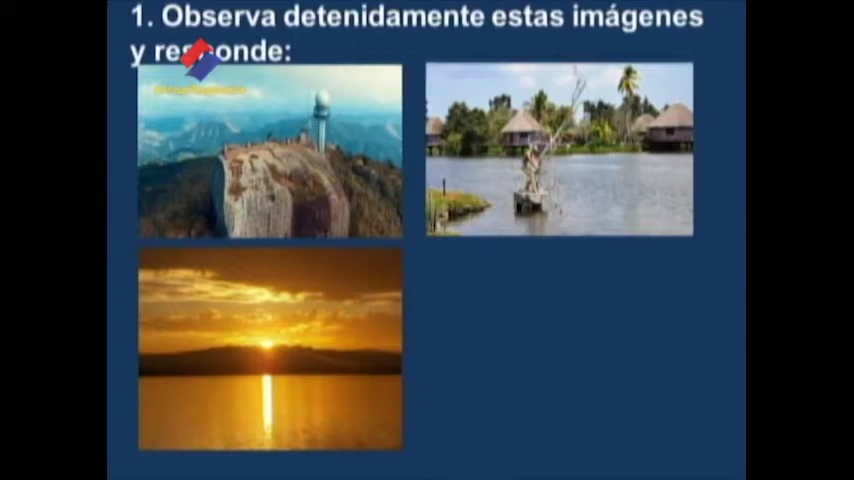 1. Observa detenidamente estas imágenes
y responde: